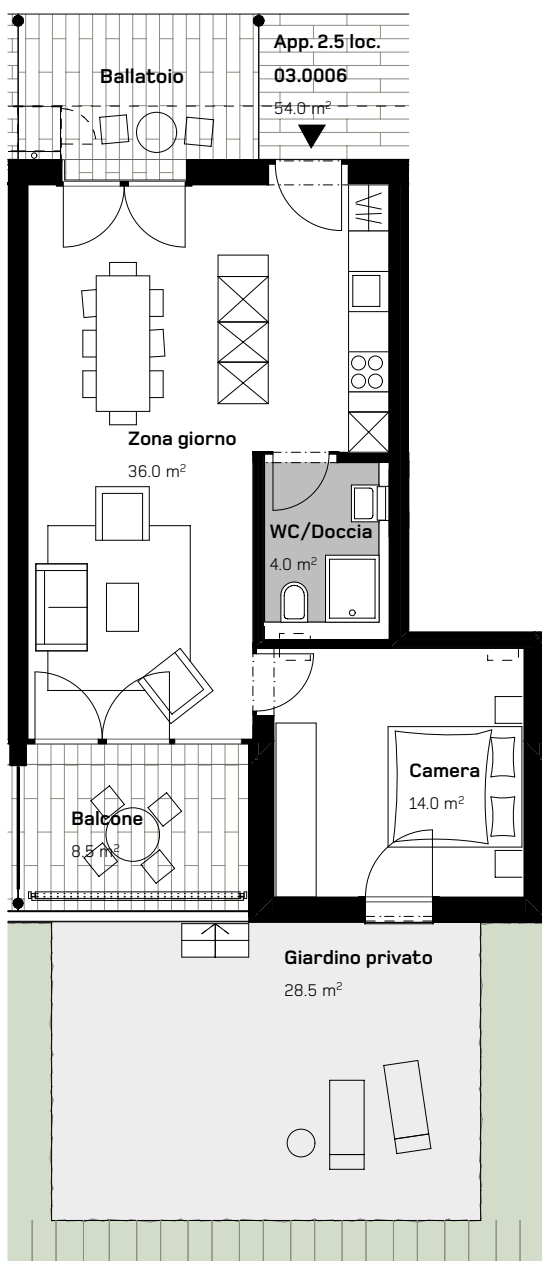 App. 2.5 loc.
03.0006
54.0 m²
Ballatoio
Zona giorno
36.0 m²
WC/Doccia
4.0 m²
Camera
14.0 m²
Balcone
8.5 m²
Giardino privato
28.5 m²